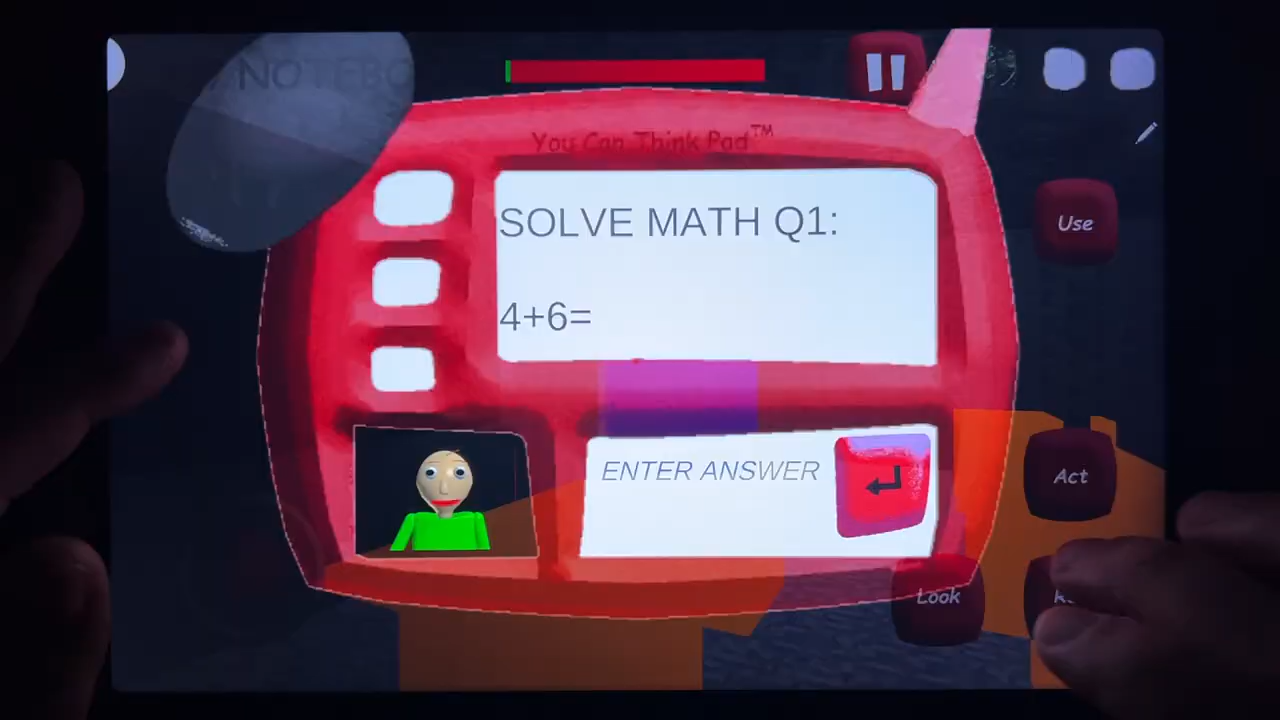 You Can Think Pad™
SOLVE MATH Q1:
4+6=
Use
ENTER ANSWER
Act
Look